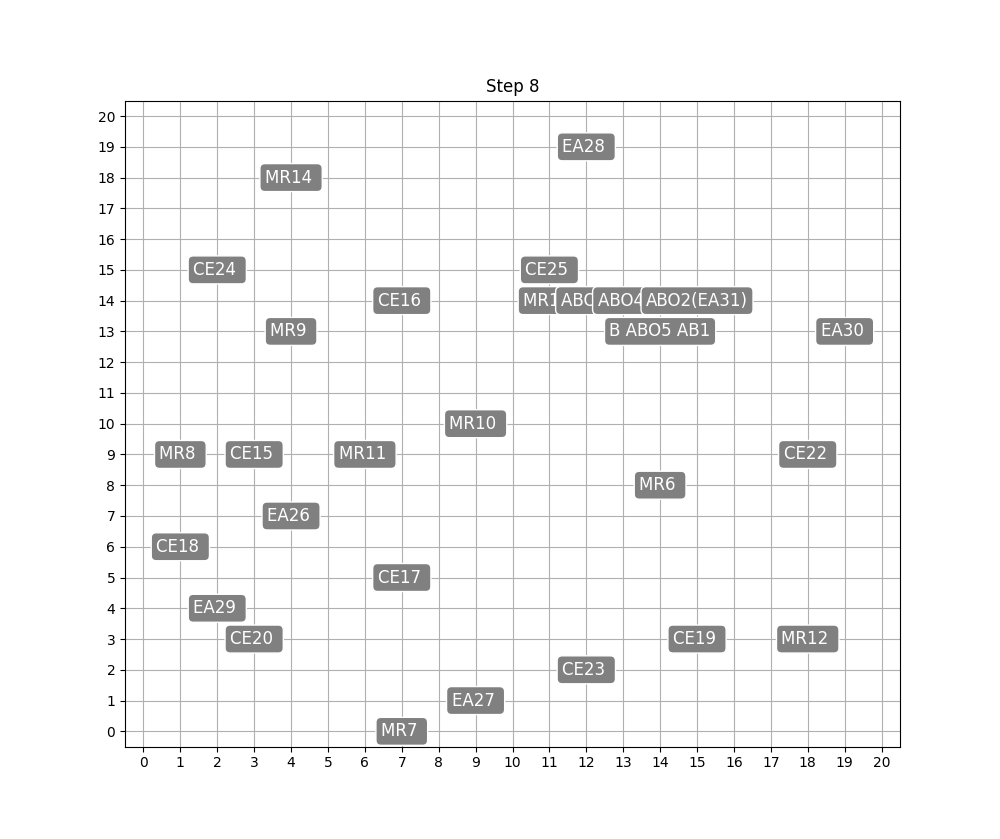 Step 8
20
19 EA28
18 MR14
17
16
15 CE24 CE25
14 CE16 MR1 ABO ABO4 ABO2(EA31)
13 MR9 B ABO5 AB1 EA30
12
11
10 MR10
9 MR8 CE15 MR11 CE22
8 MR6
7 EA26
6 CE18
5 CE17
4 EA29
3 CE20 CE19 MR12
2 CE23
1 EA27
0 MR7
0 1 2 3 4 5 6 7 8 9 10 11 12 13 14 15 16 17 18 19 20